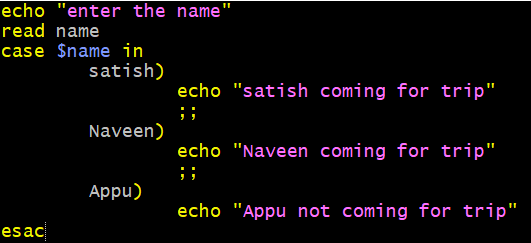 echo "enter the name"
read name
case $name in
        satish)
                echo "satish coming for trip"
                ;;
        Naveen)
                echo "Naveen coming for trip"
                ;;
        Appu)
                echo "Appu not coming for trip"
esac